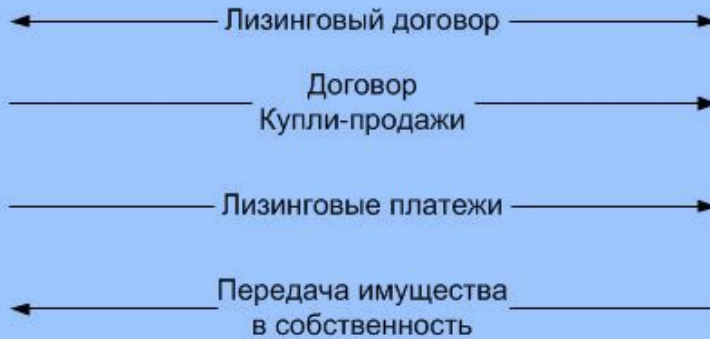 Лизинговый договор
Договор
Купли-продажи
Лизинговые платежи
Передача имущества
в собственность